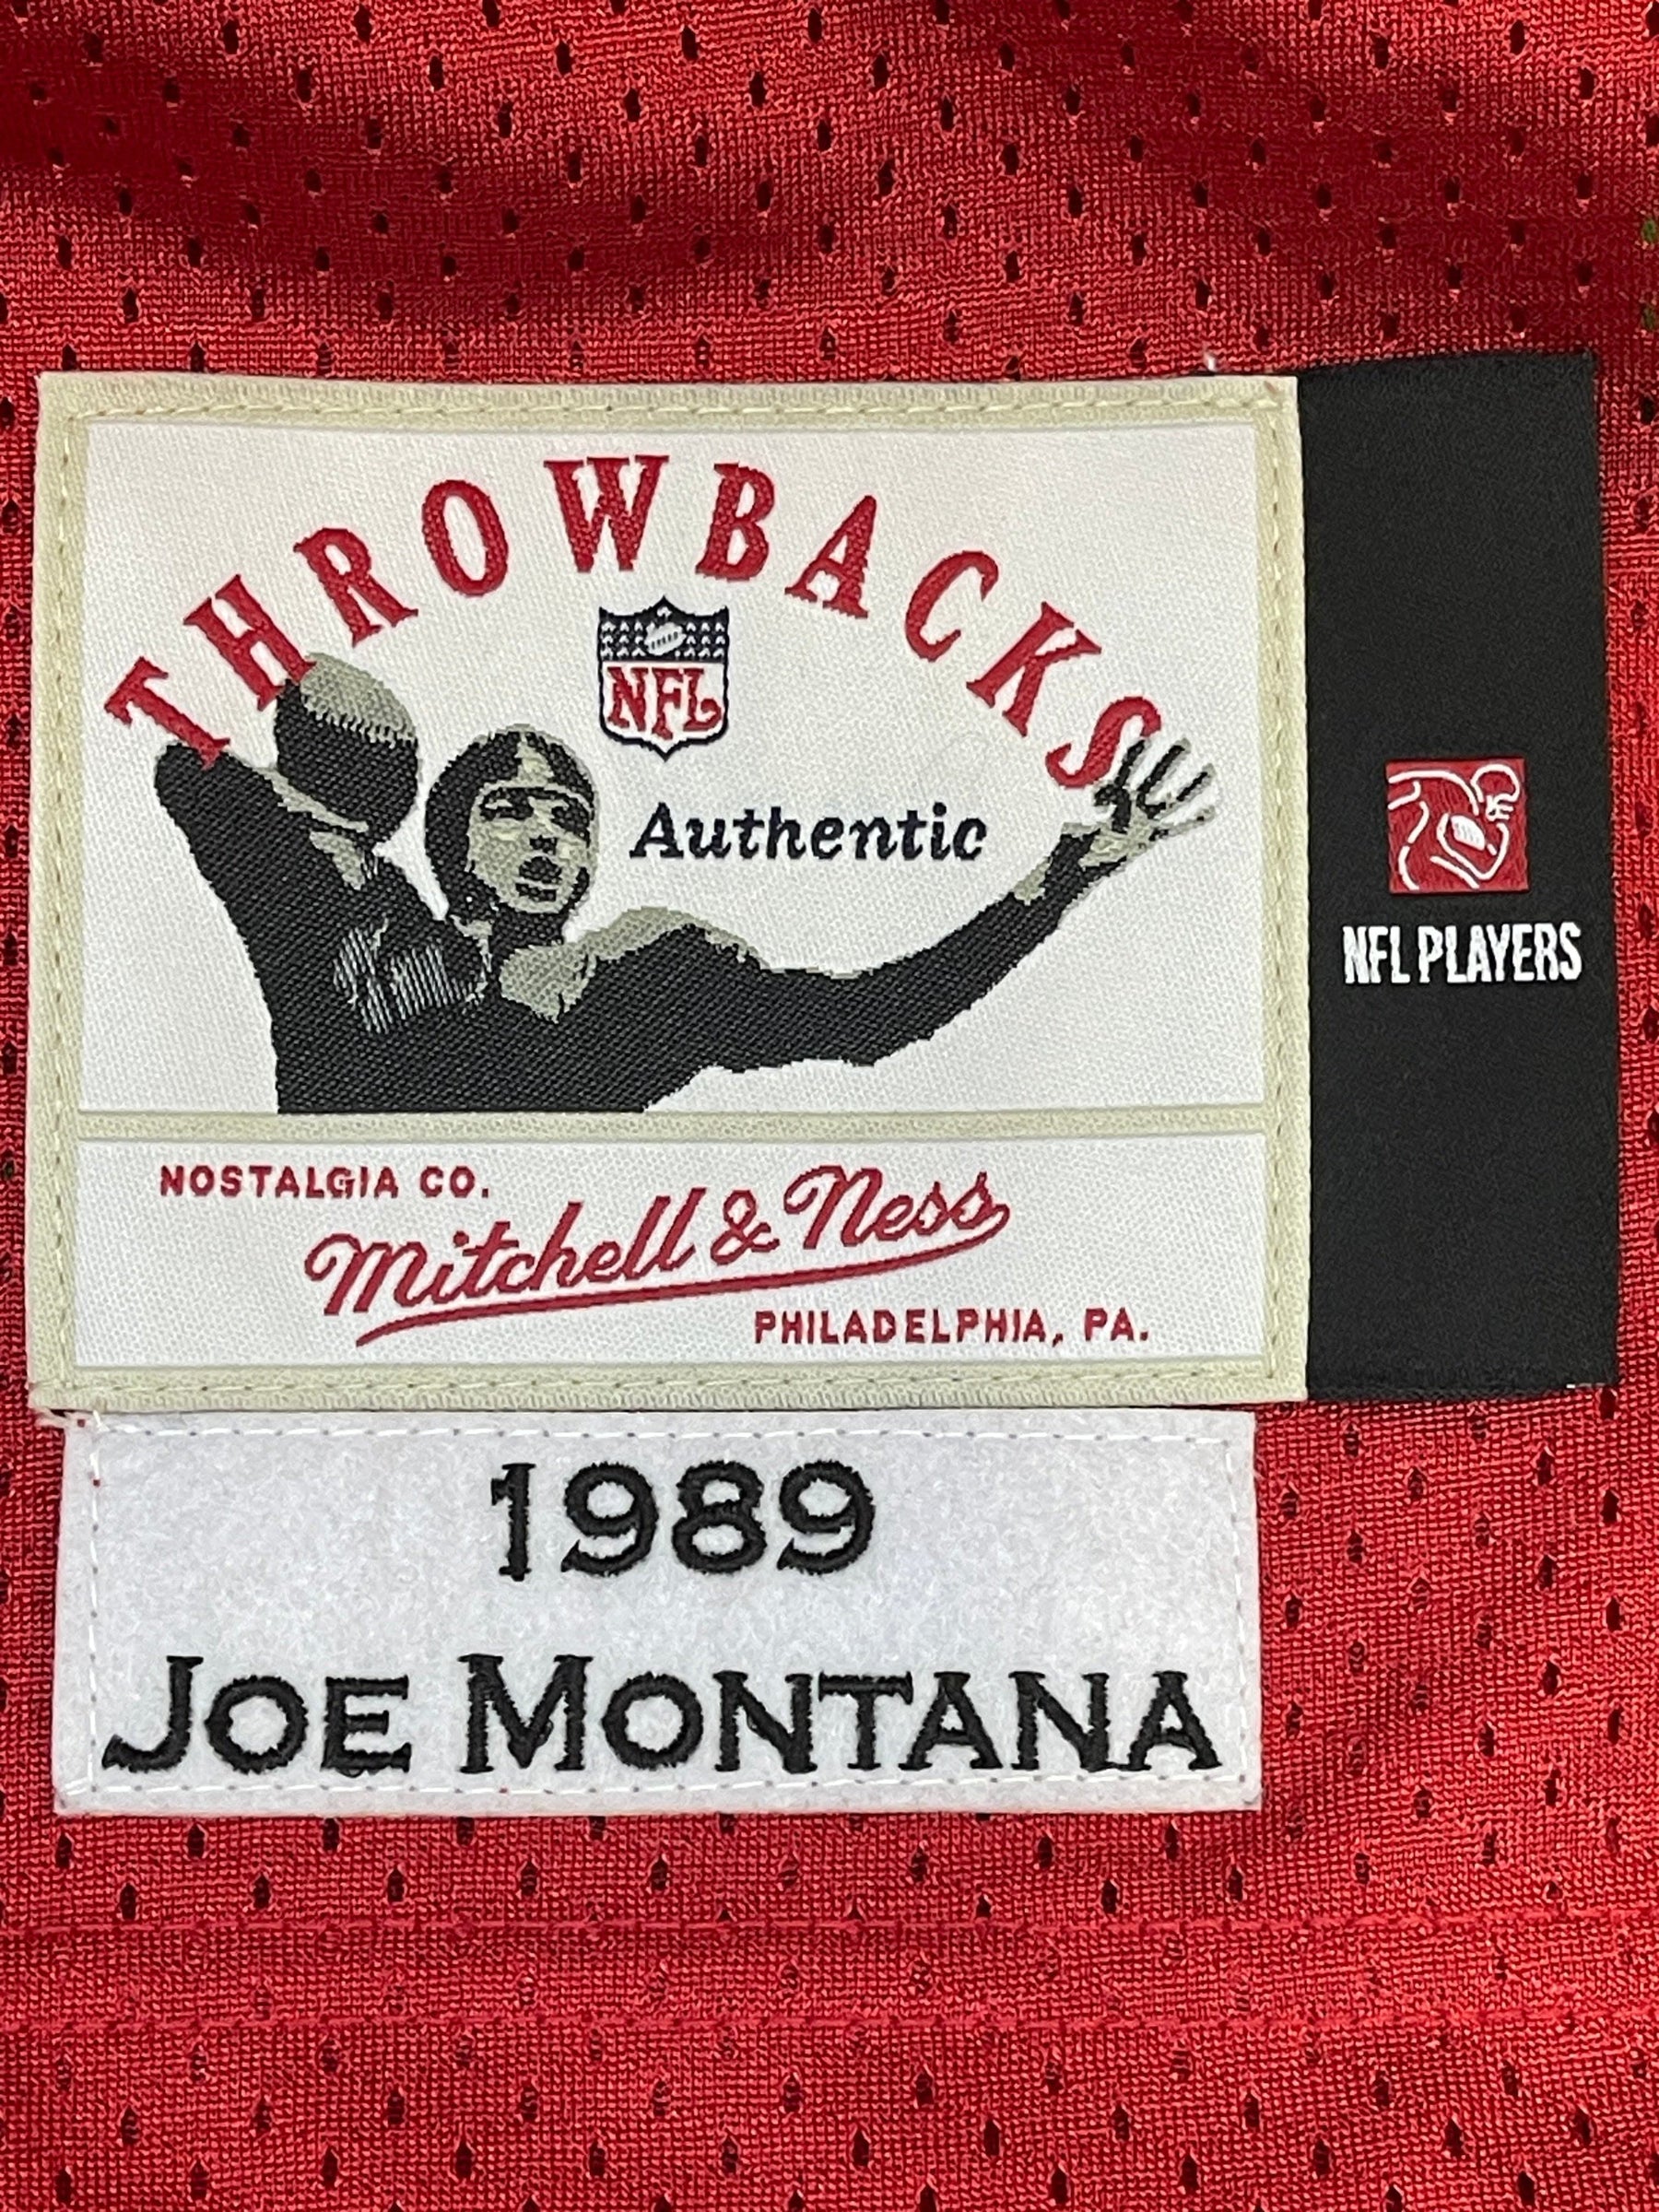 THROWBACKS
NFL
Authentic
NFL PLAYERS
NOSTALGIA CO.
Mitchell & Ness
PHILADELPHIA, PA.
1989
JOE MONTANA